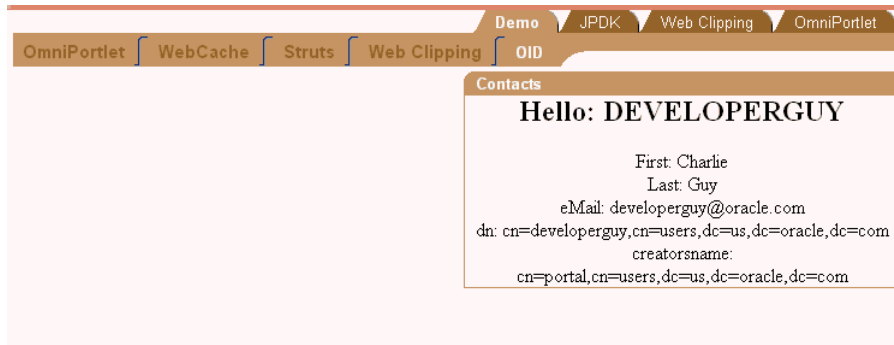 Demo JPDK Web Clipping OmniPortlet
OmniPortlet WebCache Struts Web Clipping OID
Contacts
Hello: DEVELOPERGUY
First: Charlie
Last: Guy
eMail: developerguy@oracle.com
dn: cn=developerguy,cn=users,dc=us,dc=oracle,dc=com
creatorsname:
cn=portal,cn=users,dc=us,dc=oracle,dc=com